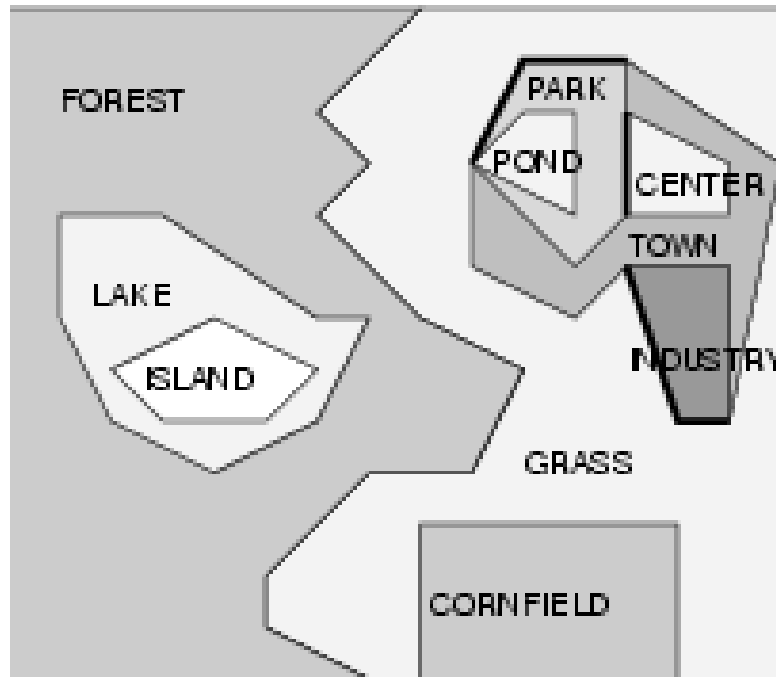 PARK
FOREST
POND
CENTER
TOWN
LAKE
INDUSTRY
ISLAND
GRASS
CORNFIELD